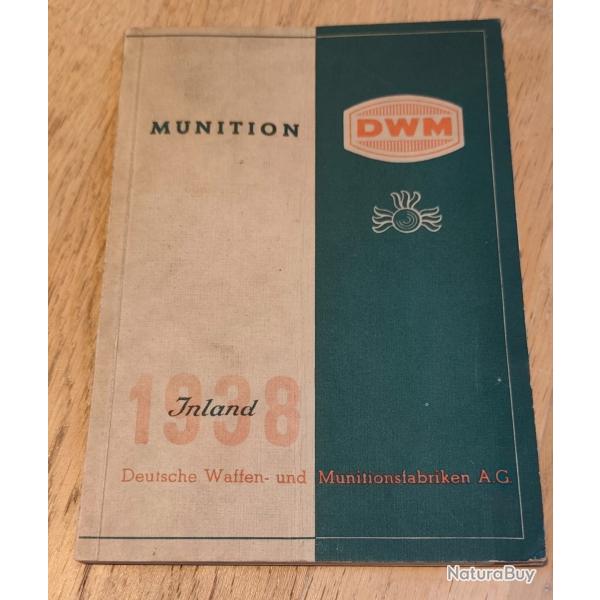 MUNITION
DWM
1938
Inland
Deutsche Waffen- und Munitionsfabriken A.G.
NaturaBuy